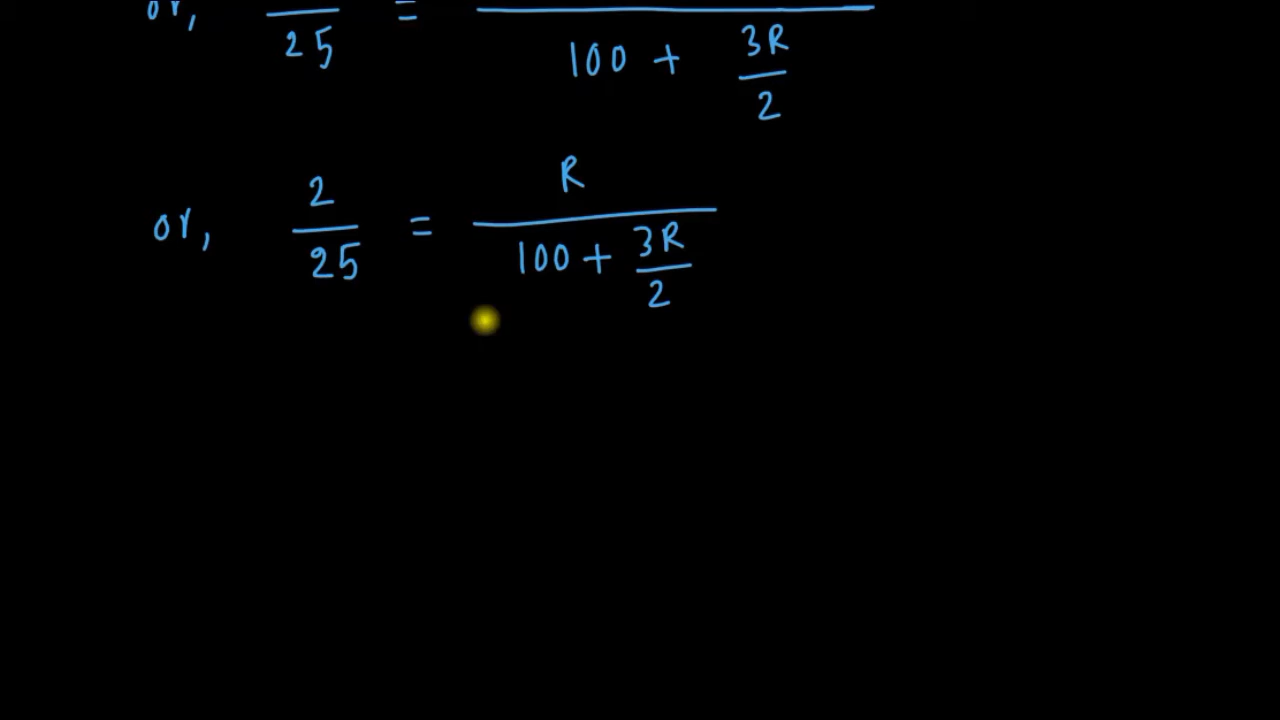 or, /25 = /(100 + 3R/2)
or, 2/25 = R/(100 + 3R/2)